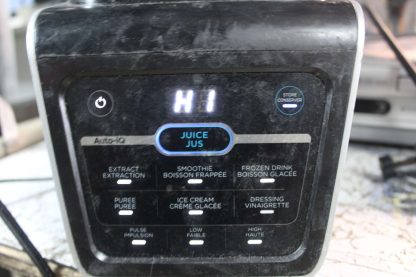 HI
STORE
CONSERVER
JUICE
JUS
Auto-iQ
EXTRACT
EXTRACTION
SMOOTHIE
BOISSON FRAPPÉE
FROZEN DRINK
BOISSON GLACÉE
PUREE
PURÉE
ICE CREAM
CRÈME GLACÉE
DRESSING
VINAIGRETTE
PULSE
IMPULSION
LOW
FAIBLE
HIGH
HAUTE